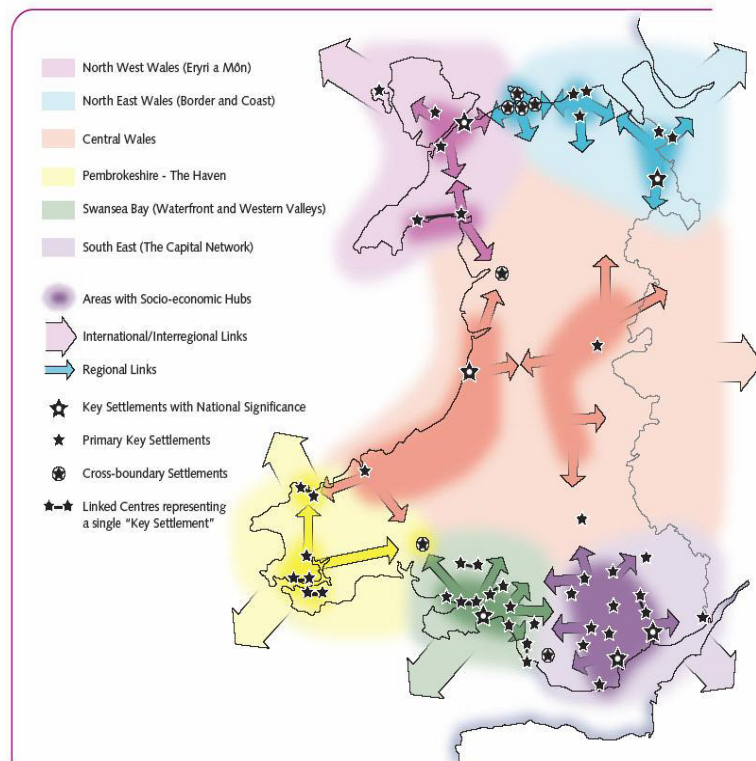 North West Wales (Eryri a Môn)
North East Wales (Border and Coast)
Central Wales
Pembrokeshire - The Haven
Swansea Bay (Waterfront and Western Valleys)
South East (The Capital Network)
Areas with Socio-economic Hubs
International/Interregional Links
Regional Links
Key Settlements with National Significance
Primary Key Settlements
Cross-boundary Settlements
Linked Centres representing
a single "Key Settlement"